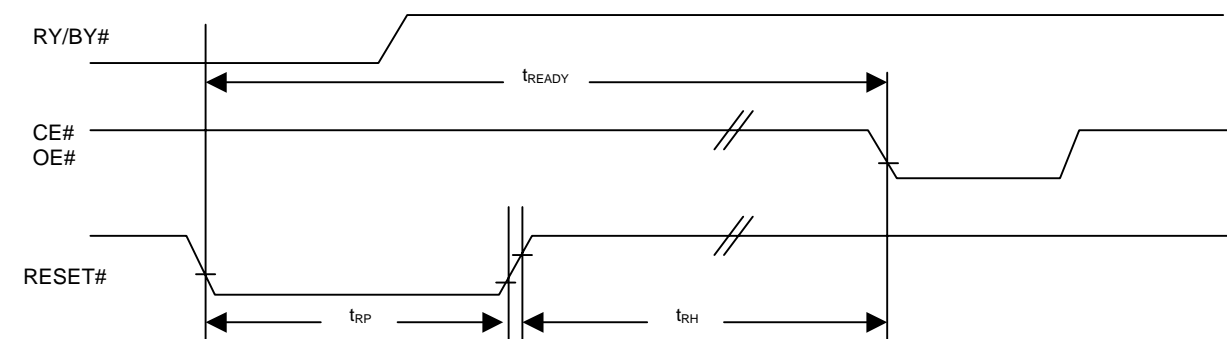 RY/BY#
tREADY
CE#
OE#
RESET#
tRP
tRH